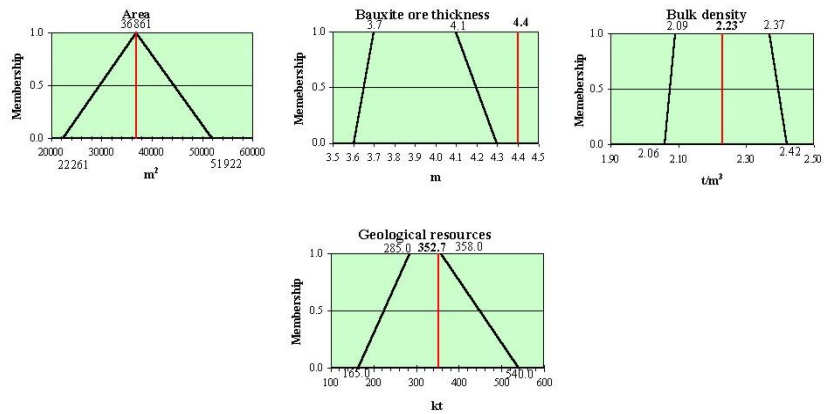 Area
36861
Membership
1.0
0.5
0.0
20000 30000 40000 50000 60000
22261 51922
m²
Bauxite ore thickness
3.7 4.1 4.4
Membership
1.0
0.5
0.0
3.5 3.6 3.7 3.8 3.9 4.0 4.1 4.2 4.3 4.4 4.5
m
Bulk density
2.09 2.23 2.37
Memebership
1.0
0.5
0.0
1.90 2.10 2.30 2.50
2.06 2.42
t/m³
Geological resources
285.0 352.7 358.0
Membership
1.0
0.5
0.0
165.0 540.0
100 200 300 400 500 600
kt